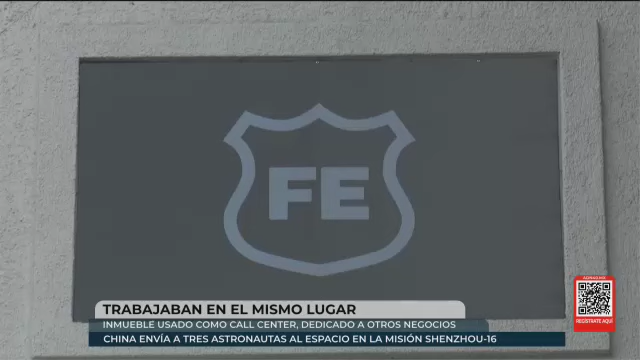 FE
TRABAJABAN EN EL MISMO LUGAR
INMUEBLE USADO COMO CALL CENTER, DEDICADO A OTROS NEGOCIOS
CHINA ENVÍA A TRES ASTRONAUTAS AL ESPACIO EN LA MISIÓN SHENZHOU-16
REGÍSTRATE AQUÍ